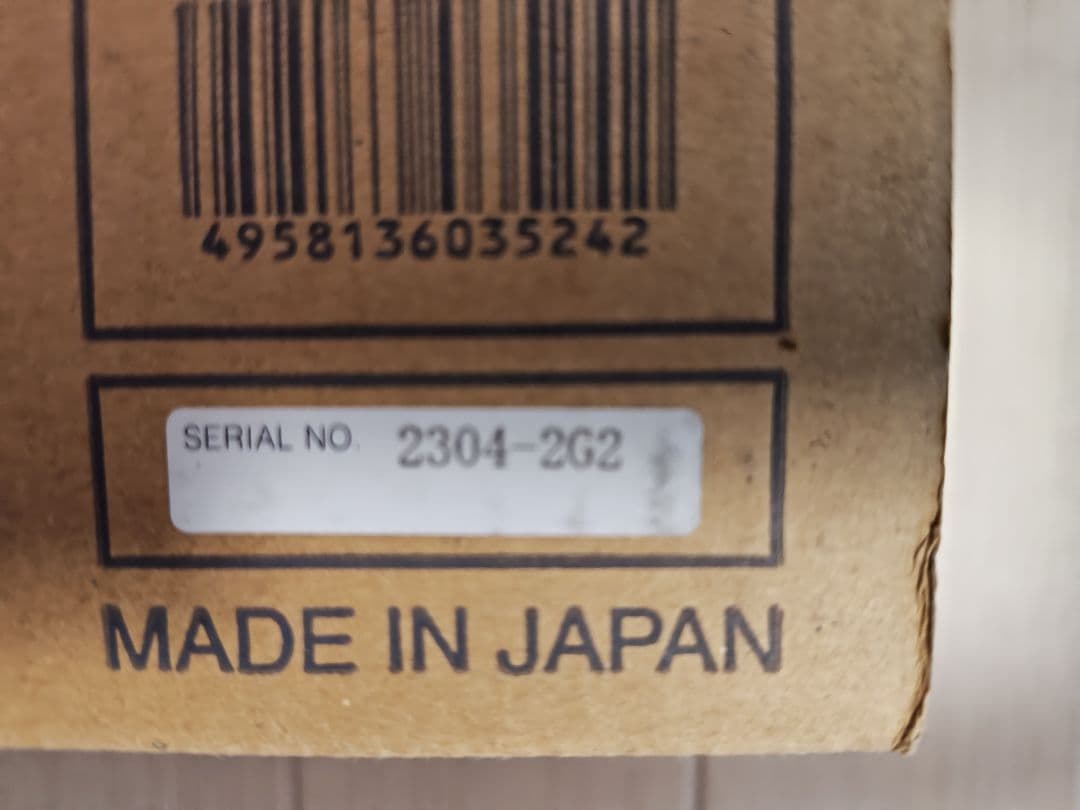 4958136035242
SERIAL NO. 2304-2G2
MADE IN JAPAN